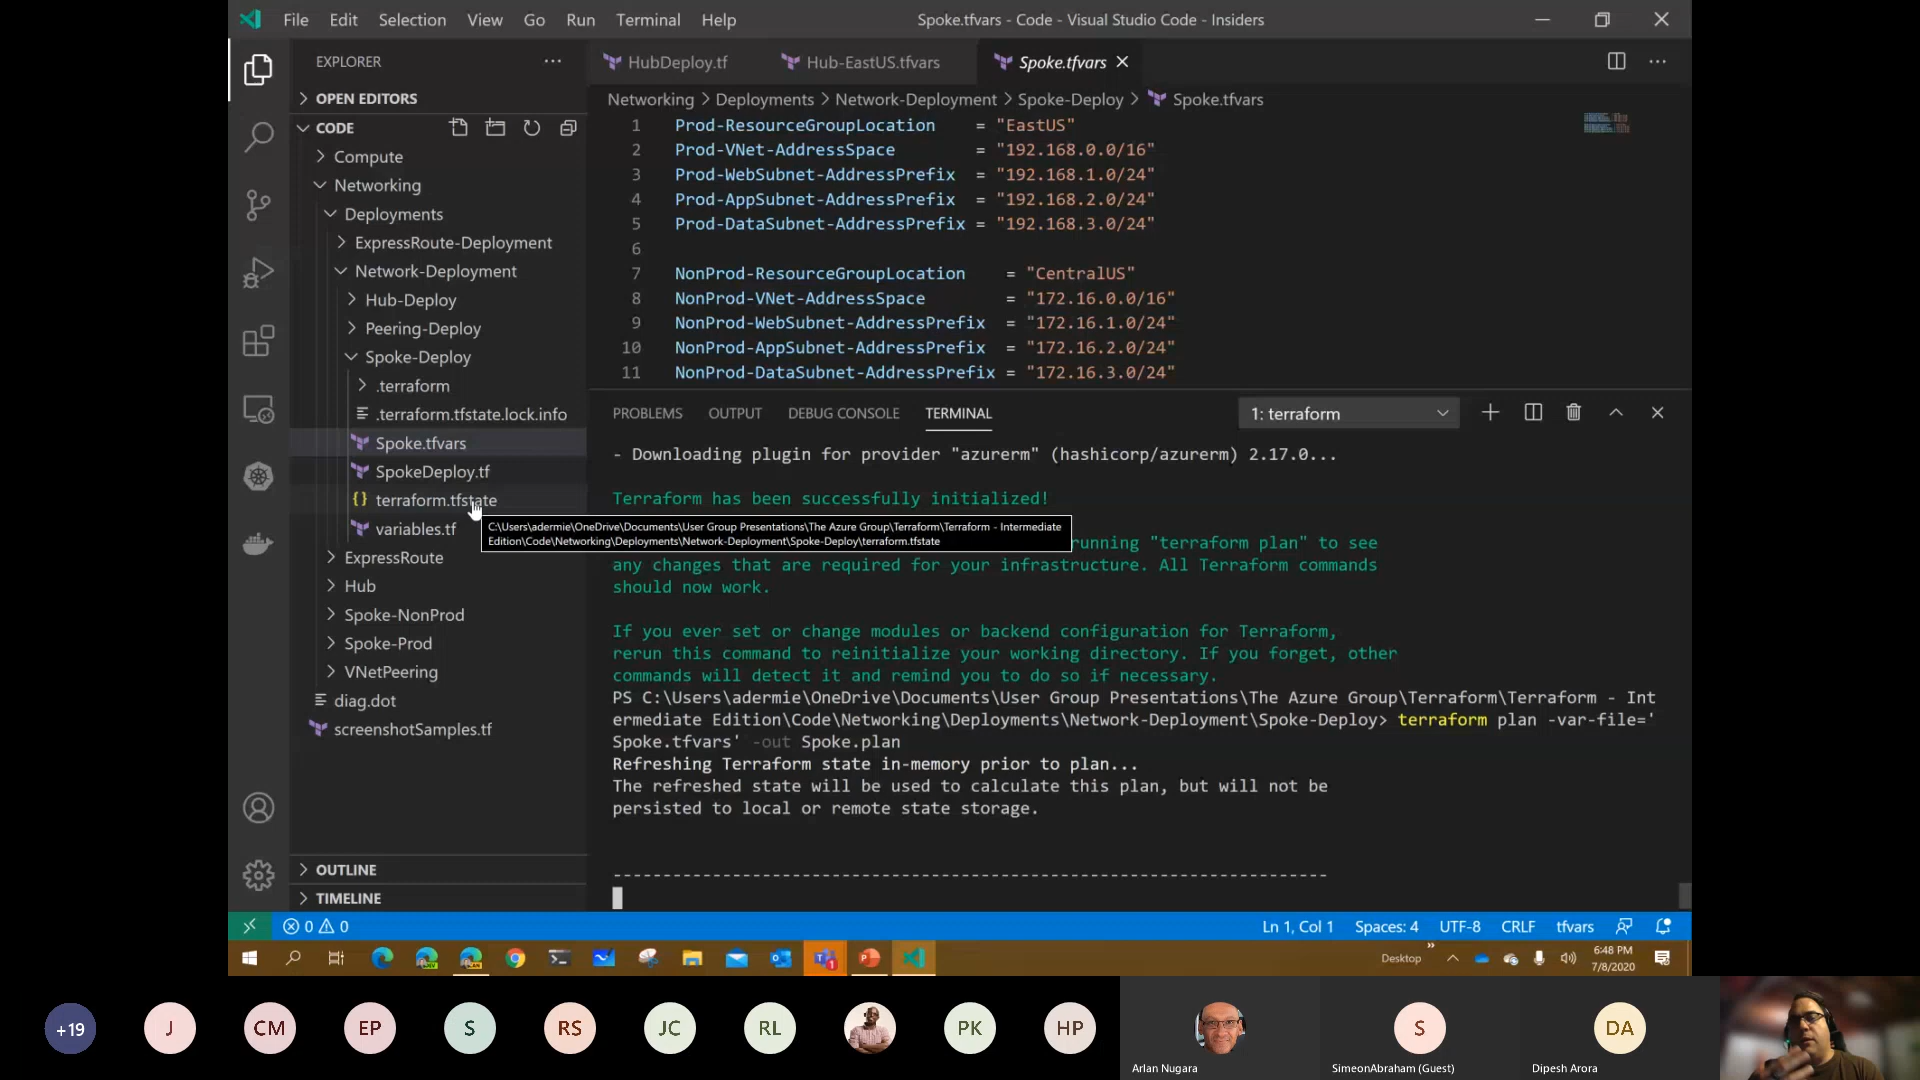 File Edit Selection View Go Run Terminal Help
Spoke.tfvars - Code - Visual Studio Code - Insiders
EXPLORER
OPEN EDITORS
CODE
Compute
Networking
Deployments
ExpressRoute-Deployment
Network-Deployment
Hub-Deploy
Peering-Deploy
Spoke-Deploy
.terraform
.terraform.tfstate.lock.info
Spoke.tfvars
SpokeDeploy.tf
{} terraform.tfstate
variables.tf
ExpressRoute
Hub
Spoke-NonProd
Spoke-Prod
VNetPeering
diag.dot
screenshotSamples.tf
OUTLINE
TIMELINE
HubDeploy.tf Hub-EastUS.tfvars Spoke.tfvars
Networking > Deployments > Network-Deployment > Spoke-Deploy > Spoke.tfvars
1 Prod-ResourceGroupLocation = "EastUS"
2 Prod-VNet-AddressSpace = "192.168.0.0/16"
3 Prod-WebSubnet-AddressPrefix = "192.168.1.0/24"
4 Prod-AppSubnet-AddressPrefix = "192.168.2.0/24"
5 Prod-DataSubnet-AddressPrefix = "192.168.3.0/24"
6
7 NonProd-ResourceGroupLocation = "CentralUS"
8 NonProd-VNet-AddressSpace = "172.16.0.0/16"
9 NonProd-WebSubnet-AddressPrefix = "172.16.1.0/24"
10 NonProd-AppSubnet-AddressPrefix = "172.16.2.0/24"
11 NonProd-DataSubnet-AddressPrefix = "172.16.3.0/24"
PROBLEMS OUTPUT DEBUG CONSOLE TERMINAL
1: terraform
- Downloading plugin for provider "azurerm" (hashicorp/azurerm) 2.17.0...
Terraform has been successfully initialized!
C:\Users\adermie\OneDrive\Documents\User Group Presentations\The Azure Group\Terraform\Terraform - Intermediate
Edition\Code\Networking\Deployments\Network-Deployment\Spoke-Deploy\terraform.tfstate
running "terraform plan" to see
any changes that are required for your infrastructure. All Terraform commands
should now work.
If you ever set or change modules or backend configuration for Terraform,
rerun this command to reinitialize your working directory. If you forget, other
commands will detect it and remind you to do so if necessary.
PS C:\Users\adermie\OneDrive\Documents\User Group Presentations\The Azure Group\Terraform\Terraform - Int
ermediate Edition\Code\Networking\Deployments\Network-Deployment\Spoke-Deploy> terraform plan -var-file='
Spoke.tfvars' -out Spoke.plan
Refreshing Terraform state in-memory prior to plan...
The refreshed state will be used to calculate this plan, but will not be
persisted to local or remote state storage.
------------------------------------------------------------------------
0 0
Ln 1, Col 1 Spaces: 4 UTF-8 CRLF tfvars
Desktop
6:48 PM
7/8/2020
+19 J CM EP S RS JC RL PK HP S DA
Arlan Nugara SimeonAbraham (Guest) Dipesh Arora